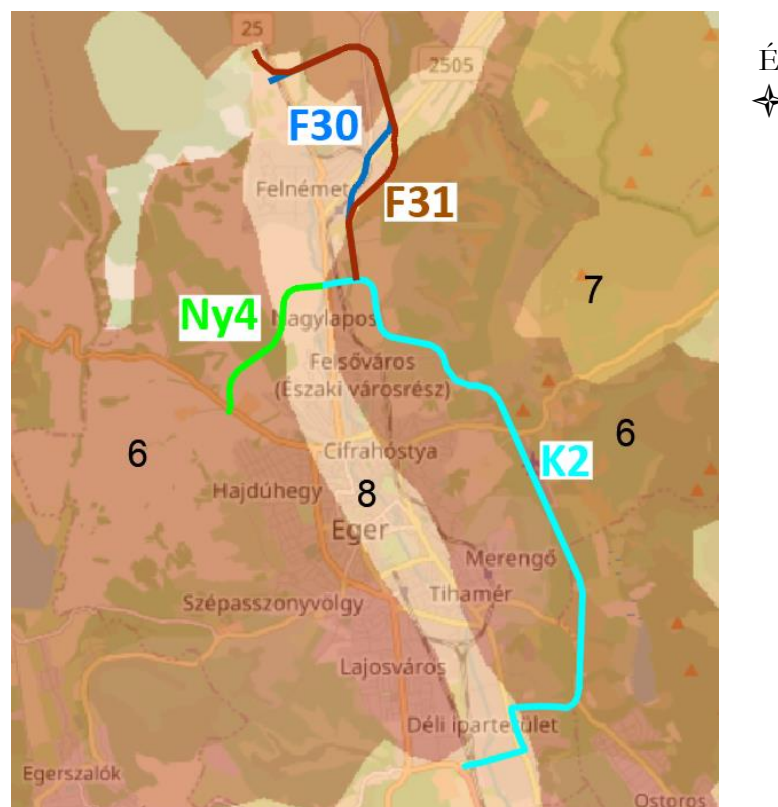 25
É
2505
F30
Felnémet
F31
7
Ny4
Nagylapos
Felsőváros
(Északi városrész)
6
Cifrahóstya
6
K2
Hajdúhegy
8
Eger
Merengő
Tihamér
Szépasszonyvölgy
Lajosváros
Déli iparterület
Egerszalók
Ostoros